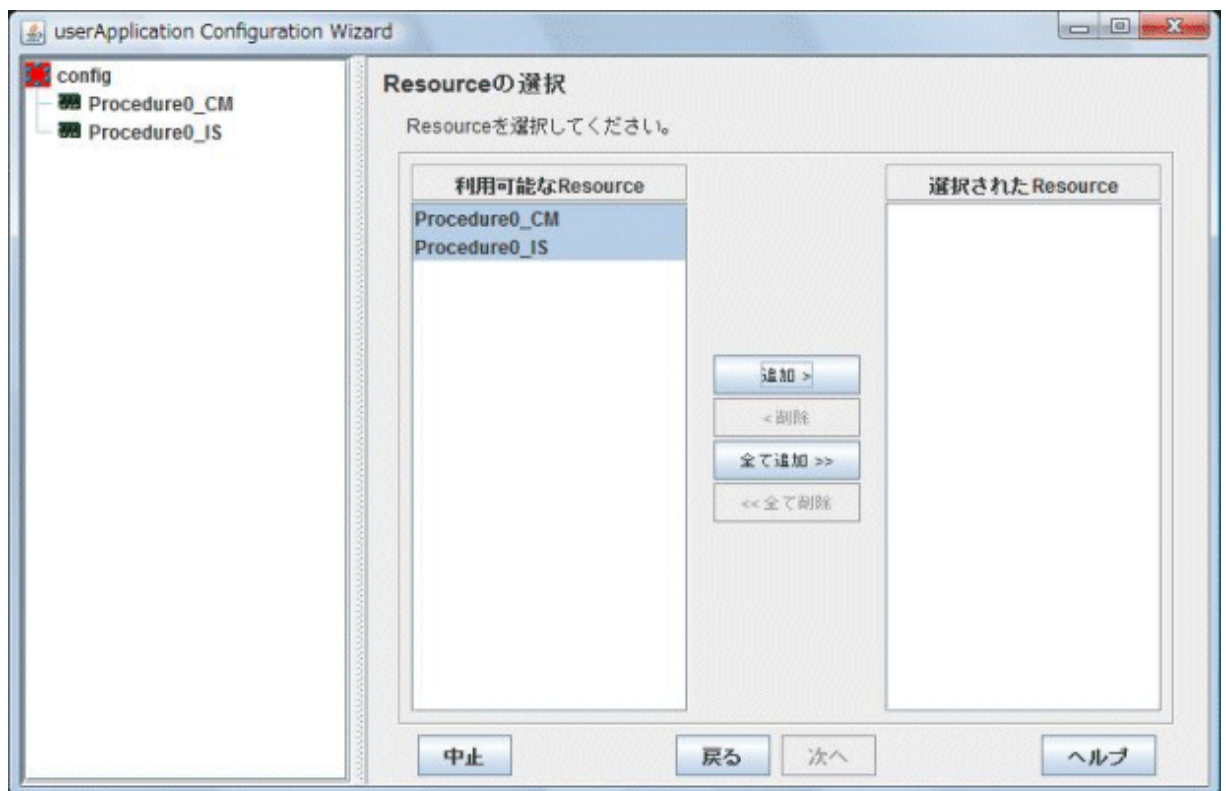 userApplication Configuration Wizard
config
Procedure0_CM
Procedure0_IS
Resourceの選択
Resourceを選択してください。
利用可能なResource
選択されたResource
Procedure0_CM
Procedure0_IS
追加 >
< 削除
全て追加 >>
<< 全て削除
中止
戻る
次へ
ヘルプ